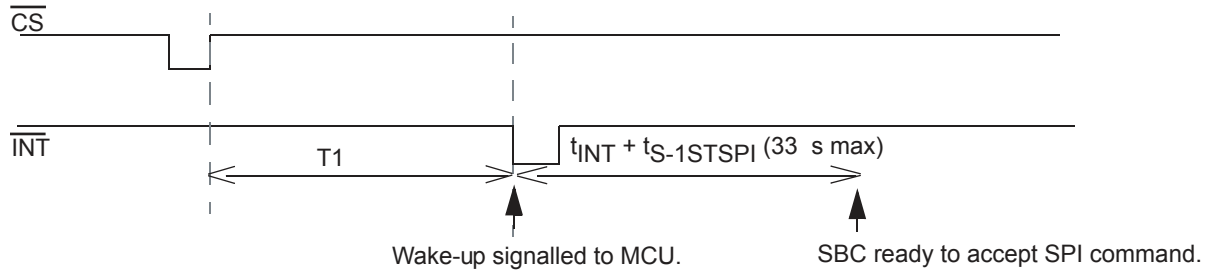 CS
INT
T1
tINT + tS-1STSPI (33 s max)
Wake-up signalled to MCU.
SBC ready to accept SPI command.